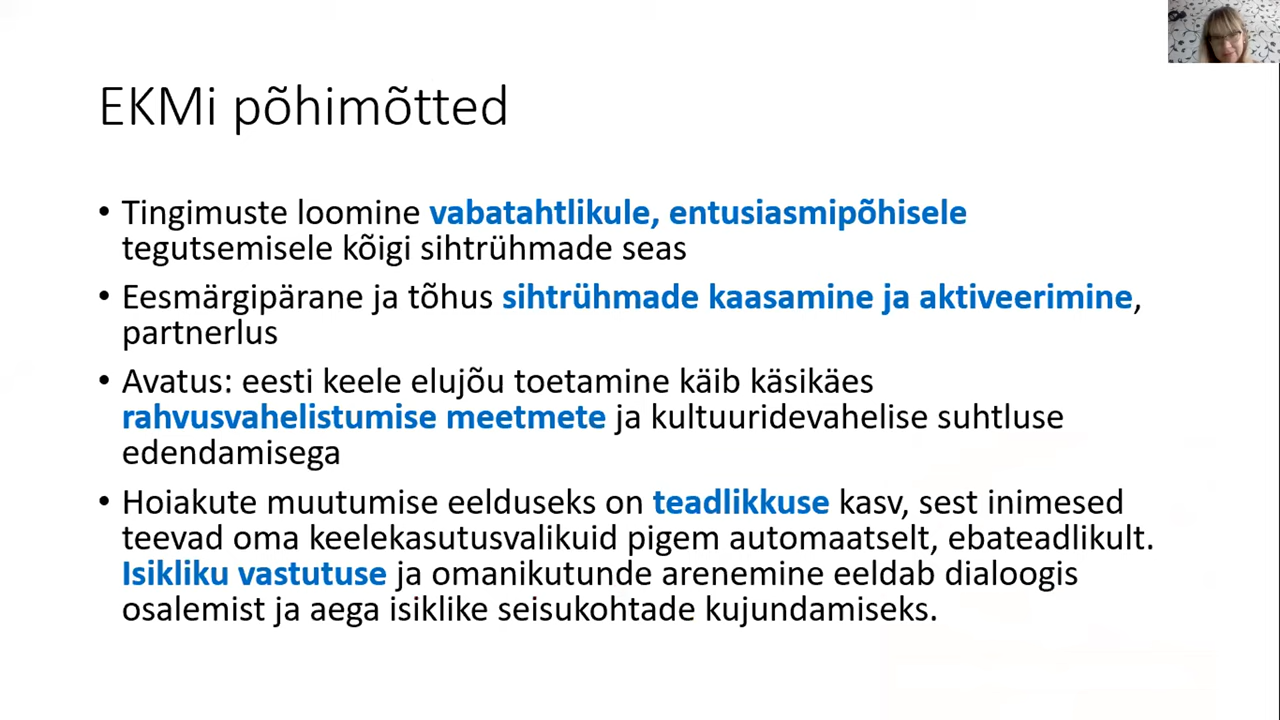 EKMi põhimõtted
• Tingimuste loomine vabatahtlikule, entusiasmipõhisele
tegutsemisele kõigi sihtrühmade seas
• Eesmärgipärane ja tõhus sihtrühmade kaasamine ja aktiveerimine,
partnerlus
• Avatus: eesti keele elujõu toetamine käib käsikäes
rahvusvahelistumise meetmete ja kultuuridevahelise suhtluse
edendamisega
• Hoiakute muutumise eelduseks on teadlikkuse kasv, sest inimesed
teevad oma keelekasutusvalikuid pigem automaatselt, ebateadlikult.
Isikliku vastutuse ja omanikutunde arenemine eeldab dialoogis
osalemist ja aega isiklike seisukohtade kujundamiseks.